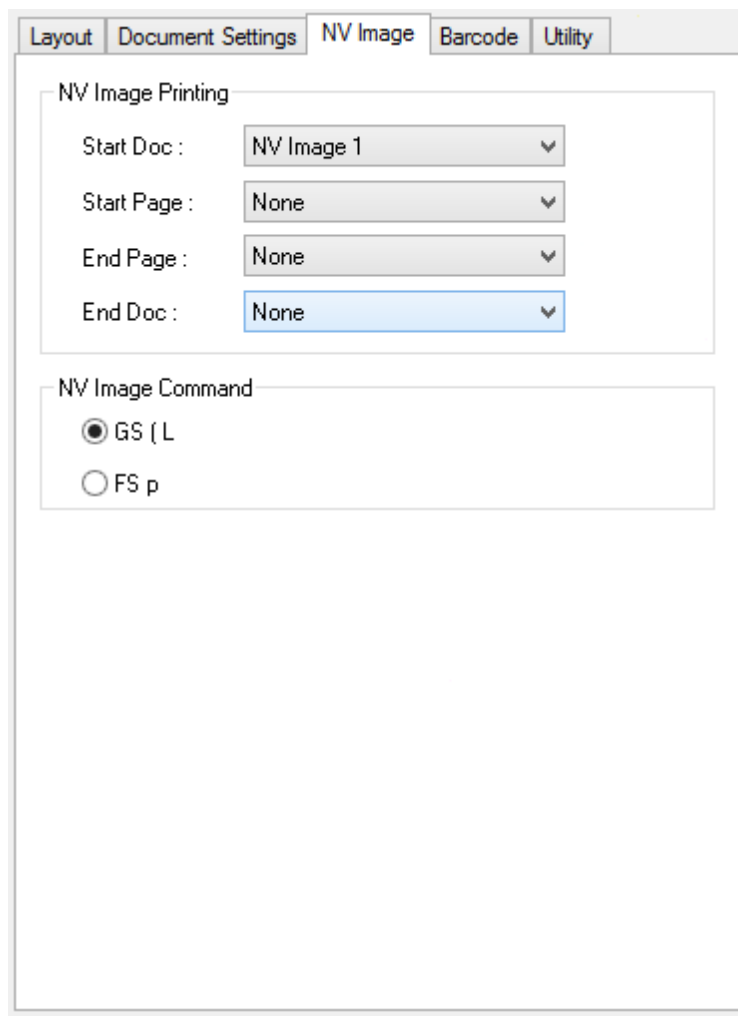 Layout Document Settings NV Image Barcode Utility
NV Image Printing
Start Doc : NV Image 1
Start Page : None
End Page : None
End Doc : None
NV Image Command
GS ( L
FS p